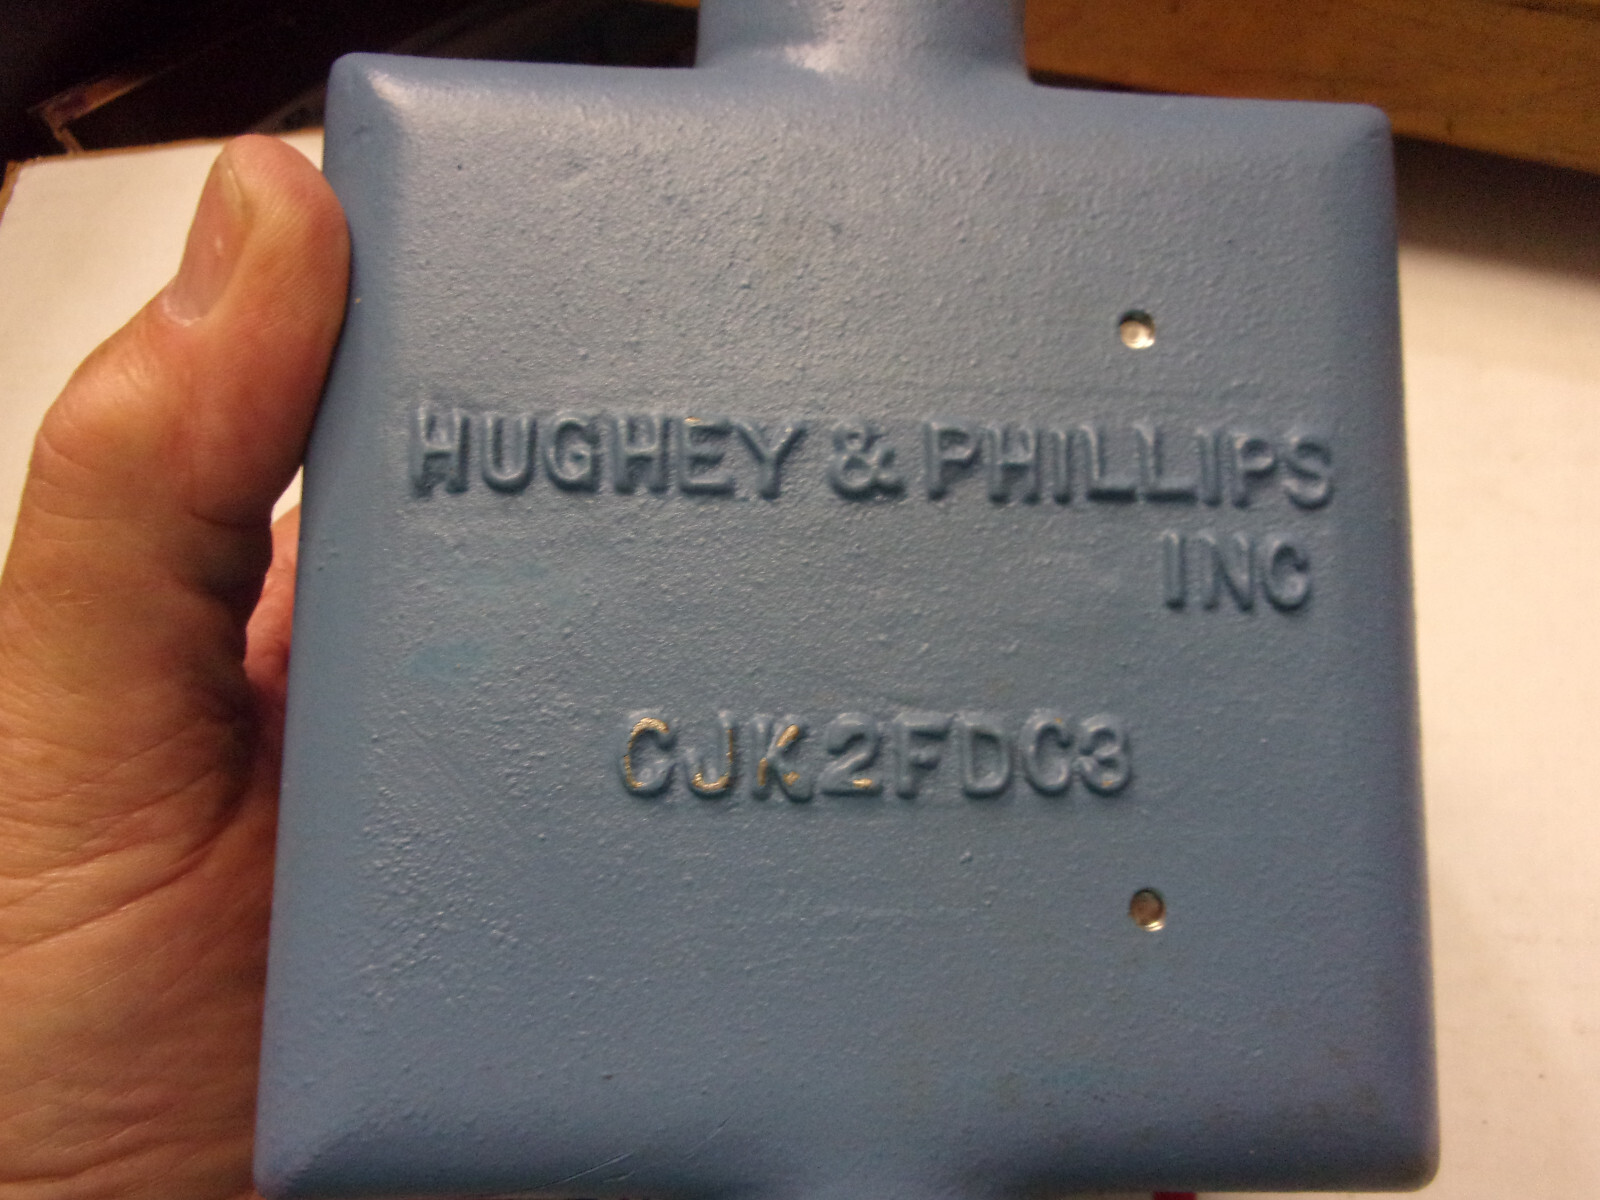 HUGHEY & PHILLIPS
INC
CJK2FDC3